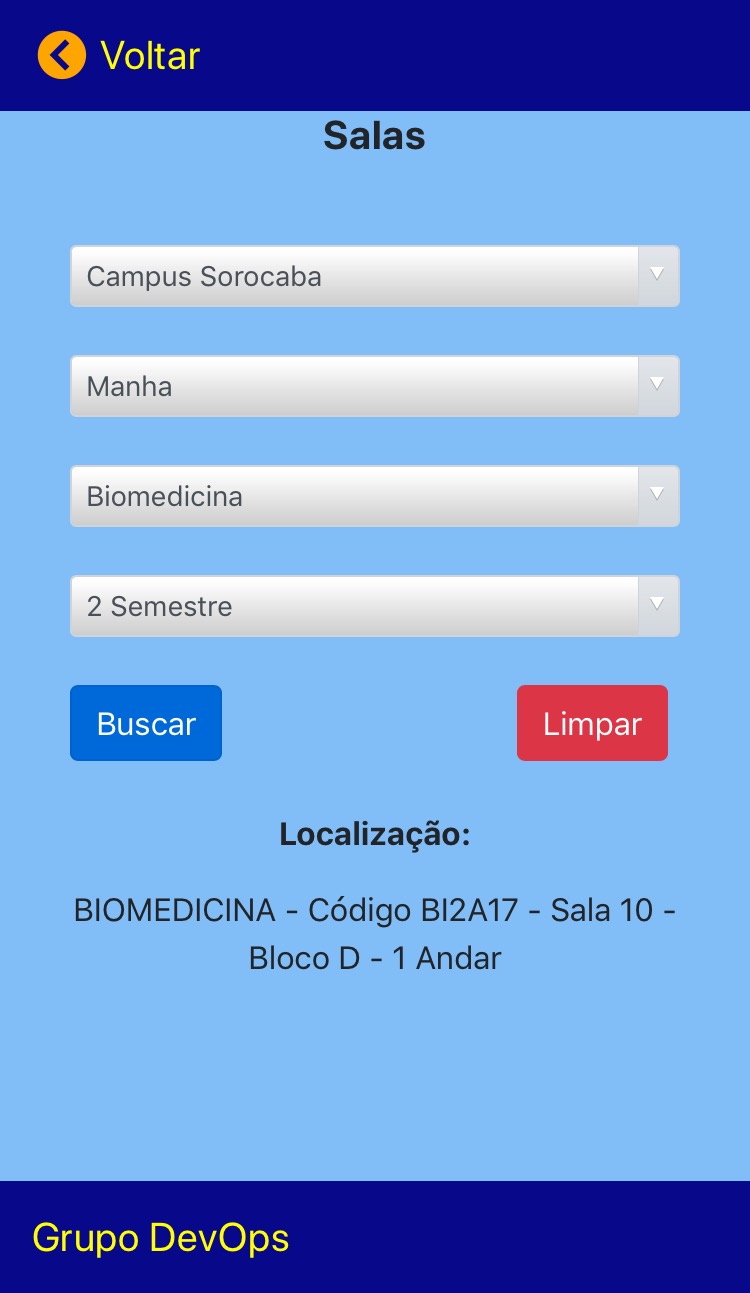 Voltar
Salas
Campus Sorocaba
Manha
Biomedicina
2 Semestre
Buscar
Limpar
Localização:
BIOMEDICINA - Código BI2A17 - Sala 10 -
Bloco D - 1 Andar
Grupo DevOps